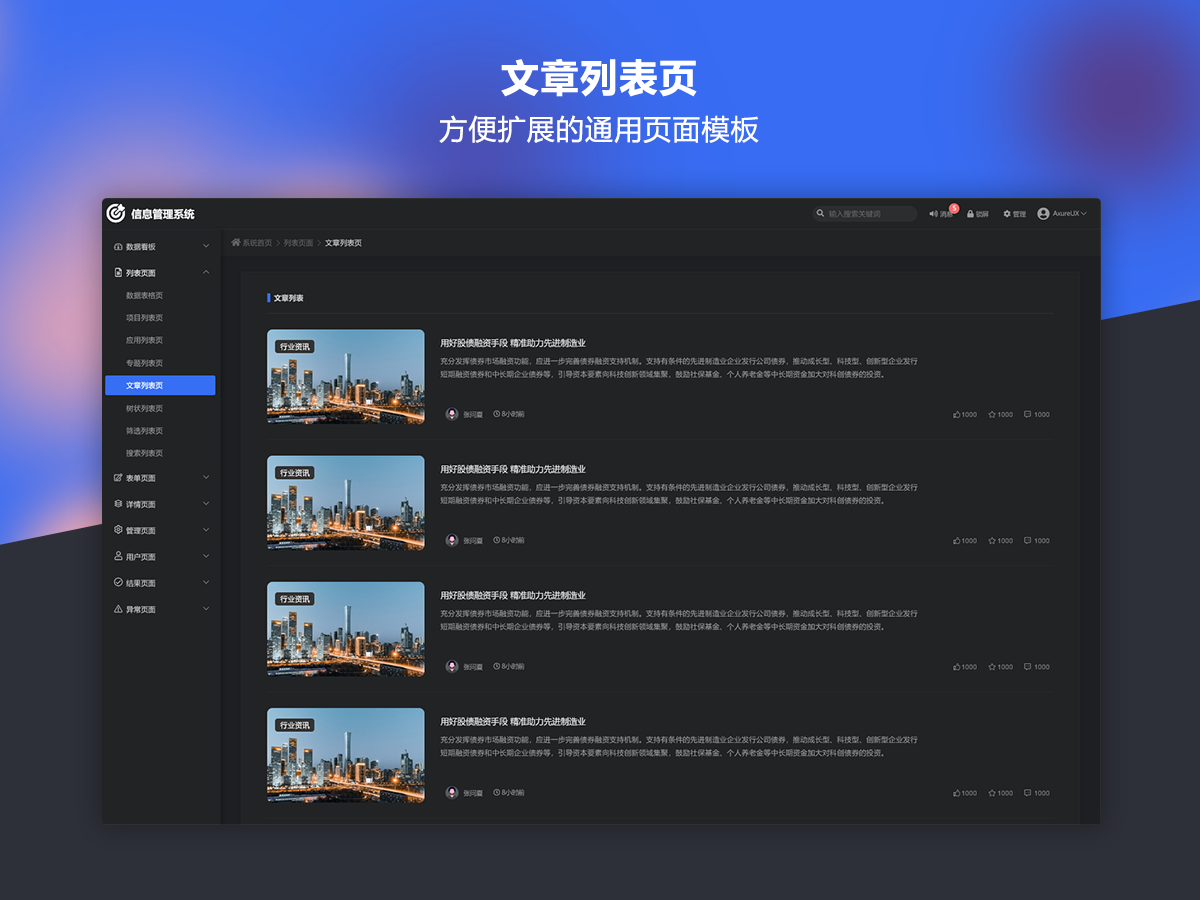 文章列表页
方便扩展的通用页面模板
信息管理系统
输入搜索关键词
消息
5
锁屏
管理
AxureUX
数据看板
列表页面
数据表格页
项目列表页
应用列表页
专题列表页
文章列表页
树状列表页
筛选列表页
搜索列表页
表单页面
详情页面
管理页面
用户页面
结果页面
异常页面
系统首页 > 列表页面 > 文章列表页
文章列表
行业资讯
用好股债融资手段 精准助力先进制造业
充分发挥债券市场融资功能，应进一步完善债券融资支持机制。支持有条件的先进制造业企业发行公司债券，推动成长型、科技型、创新型企业发行
短期融资债券和中长期企业债券等，引导资本要素向科技创新领域集聚，鼓励社保基金、个人养老金等中长期资金加大对科创债券的投资。
张问夏 8小时前 1000 1000 1000
行业资讯
用好股债融资手段 精准助力先进制造业
充分发挥债券市场融资功能，应进一步完善债券融资支持机制。支持有条件的先进制造业企业发行公司债券，推动成长型、科技型、创新型企业发行
短期融资债券和中长期企业债券等，引导资本要素向科技创新领域集聚，鼓励社保基金、个人养老金等中长期资金加大对科创债券的投资。
张问夏 8小时前 1000 1000 1000
行业资讯
用好股债融资手段 精准助力先进制造业
充分发挥债券市场融资功能，应进一步完善债券融资支持机制。支持有条件的先进制造业企业发行公司债券，推动成长型、科技型、创新型企业发行
短期融资债券和中长期企业债券等，引导资本要素向科技创新领域集聚，鼓励社保基金、个人养老金等中长期资金加大对科创债券的投资。
张问夏 8小时前 1000 1000 1000
行业资讯
用好股债融资手段 精准助力先进制造业
充分发挥债券市场融资功能，应进一步完善债券融资支持机制。支持有条件的先进制造业企业发行公司债券，推动成长型、科技型、创新型企业发行
短期融资债券和中长期企业债券等，引导资本要素向科技创新领域集聚，鼓励社保基金、个人养老金等中长期资金加大对科创债券的投资。
张问夏 8小时前 1000 1000 1000